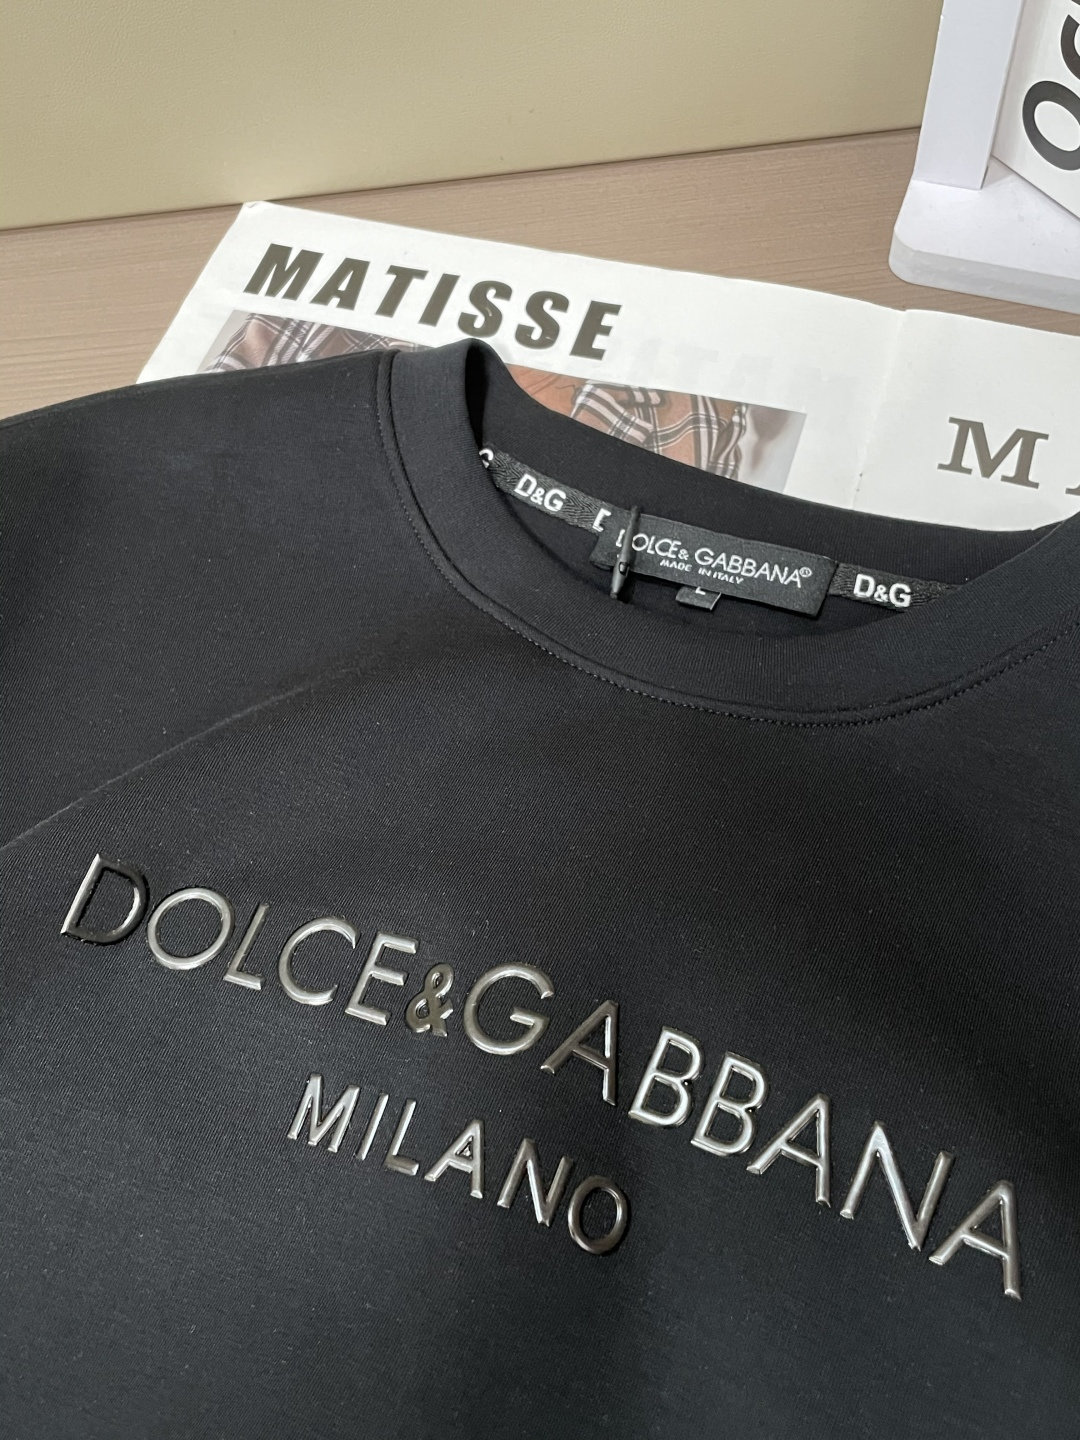 MATISSE
D&G
DOLCE & GABBANA®
MADE IN ITALY
L
D&G
DOLCE&GABBANA
MILANO